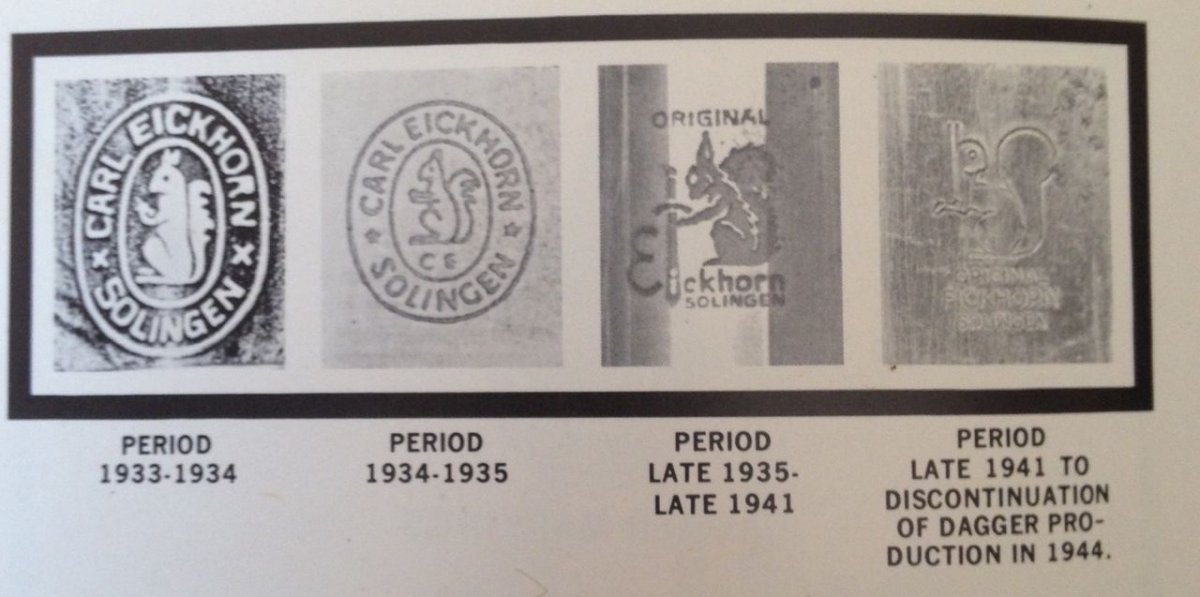 CARL EICKHORN
SOLINGEN
CARL EICKHORN
C E
SOLINGEN
ORIGINAL
Eickhorn
SOLINGEN
ORIGINAL
EICKHORN
SOLINGEN
PERIOD
1933-1934
PERIOD
1934-1935
PERIOD
LATE 1935-
LATE 1941
PERIOD
LATE 1941 TO
DISCONTINUATION
OF DAGGER PRO-
DUCTION IN 1944.